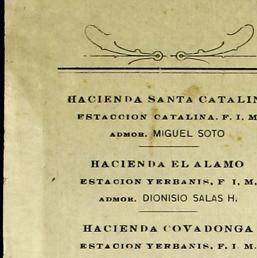 HACIENDA SANTA CATALIN
ESTACCION CATALINA. F. I. M
ADMOR. MIGUEL SOTO
HACIENDA EL ALAMO
ESTACION YERBANIS, F I. M.
ADMOR. DIONISIO SALAS H.
HACIENDA COVADONGA
ESTACION YERBANIS, F. I. M.